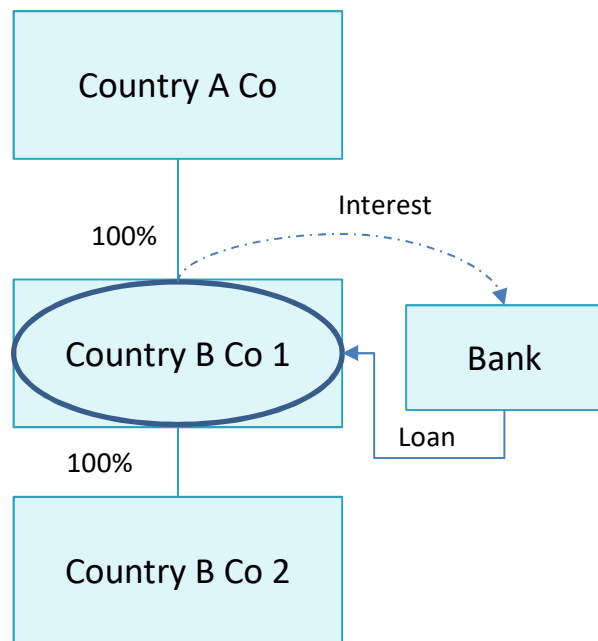 Country A Co
Interest
100%
Country B Co 1
Bank
Loan
100%
Country B Co 2